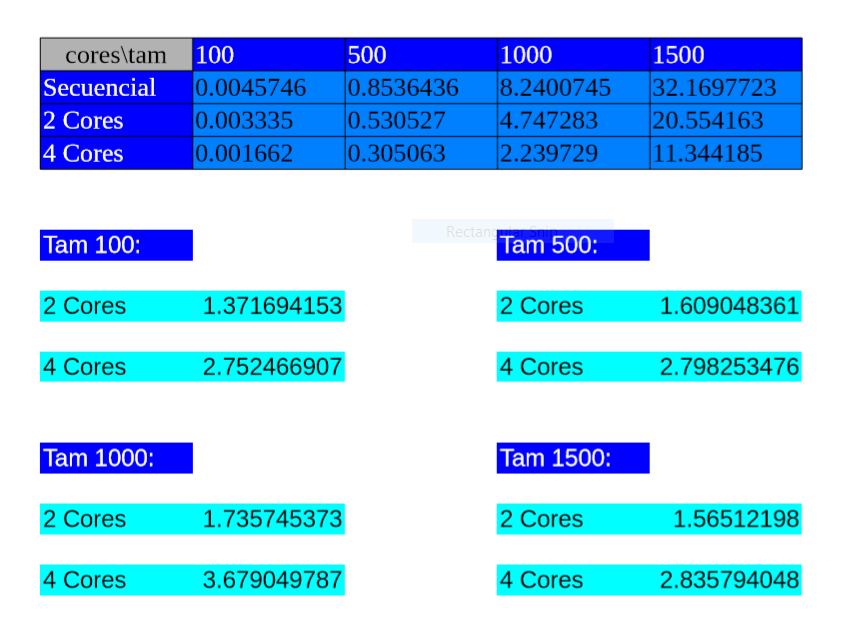 cores\tam 100 500 1000 1500
Secuencial 0.0045746 0.8536436 8.2400745 32.1697723
2 Cores 0.003335 0.530527 4.747283 20.554163
4 Cores 0.001662 0.305063 2.239729 11.344185
Rectangular Snip
Tam 100: Tam 500:
2 Cores 1.371694153 2 Cores 1.609048361
4 Cores 2.752466907 4 Cores 2.798253476
Tam 1000: Tam 1500:
2 Cores 1.735745373 2 Cores 1.56512198
4 Cores 3.679049787 4 Cores 2.835794048